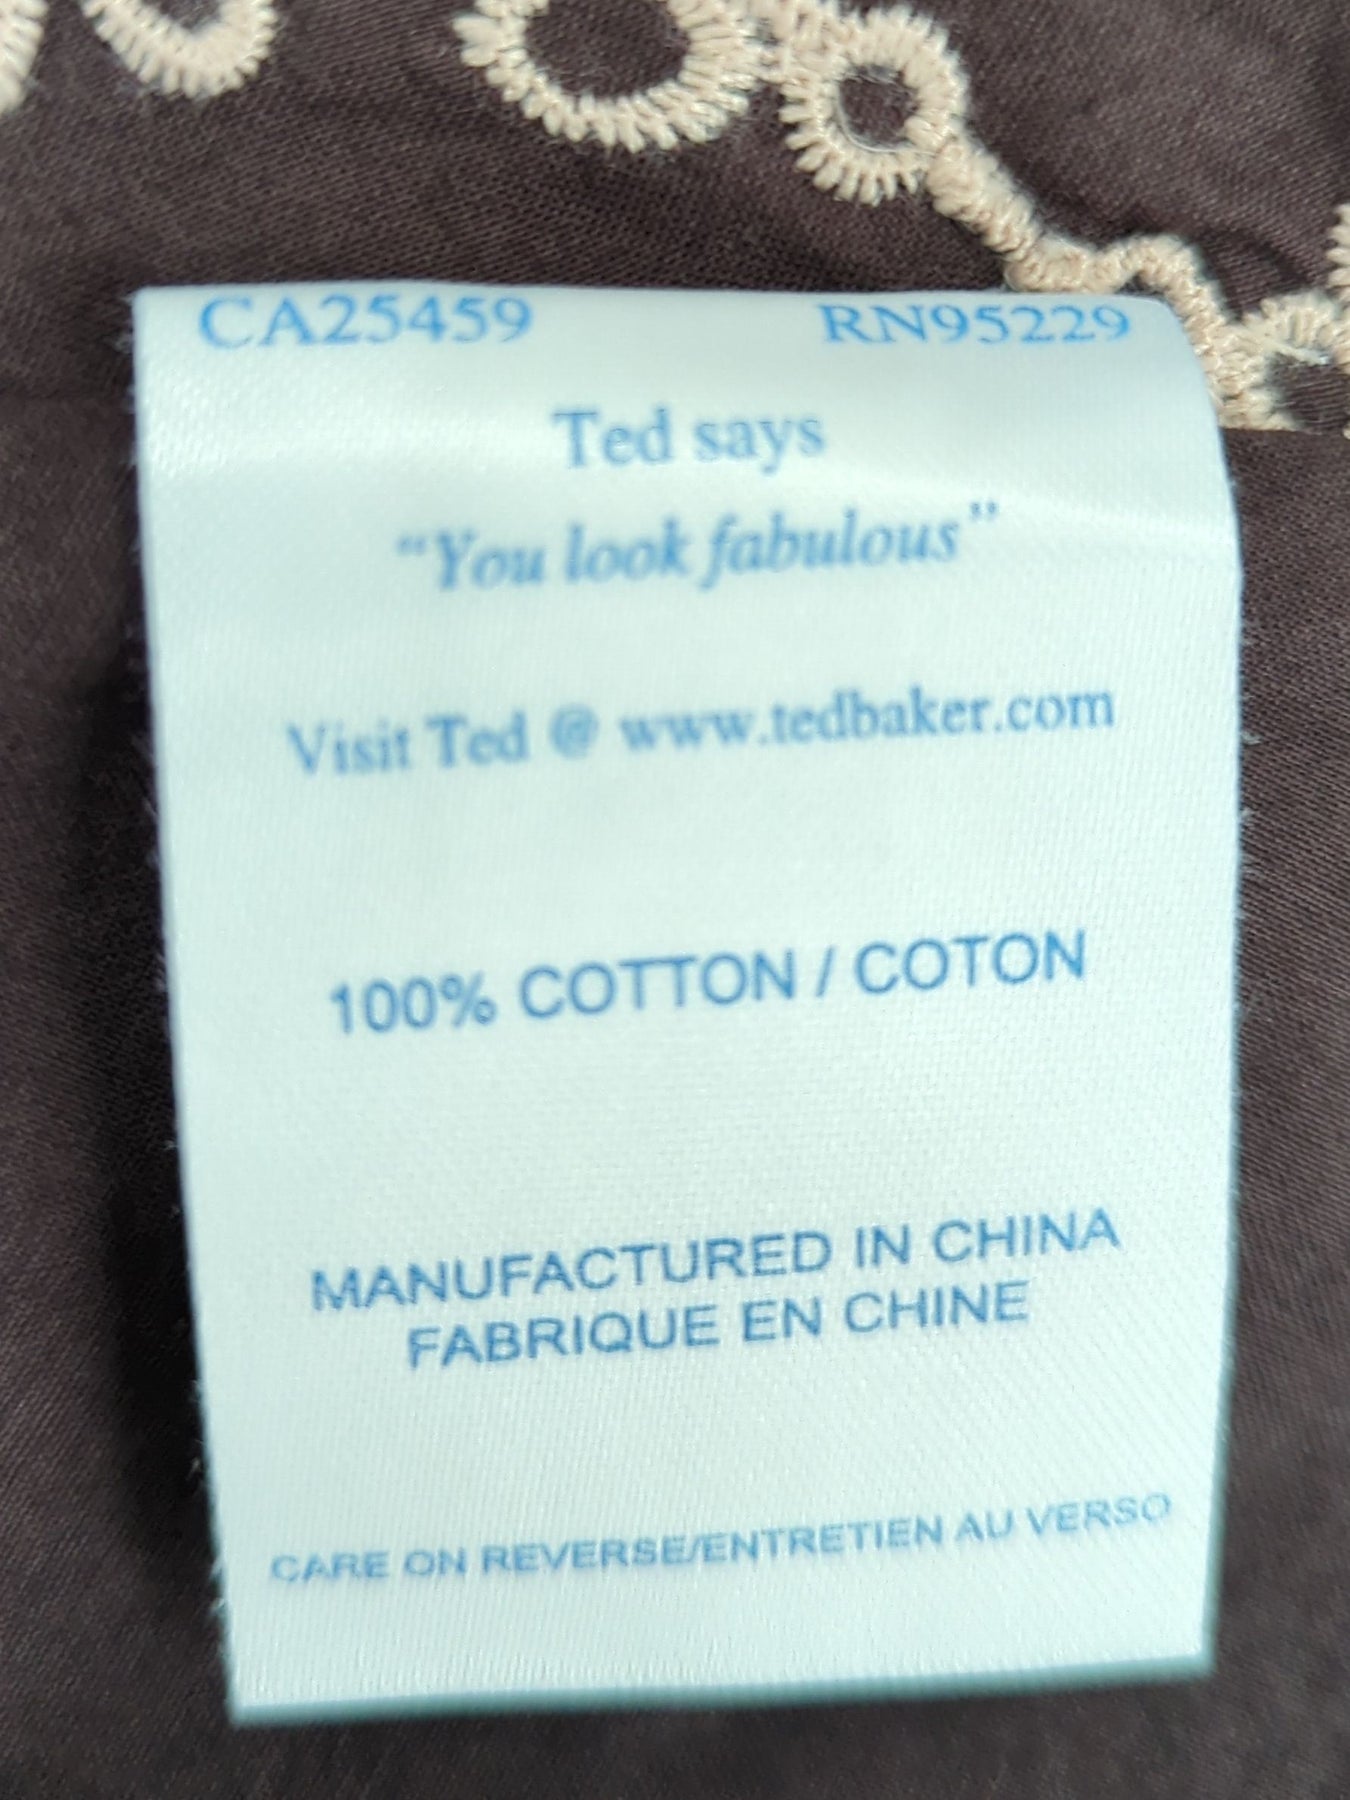 CA25459 RN95229
Ted says
“You look fabulous”
Visit Ted @ www.tedbaker.com
100% COTTON / COTON
MANUFACTURED IN CHINA
FABRIQUE EN CHINE
CARE ON REVERSE/ENTRETIEN AU VERSO